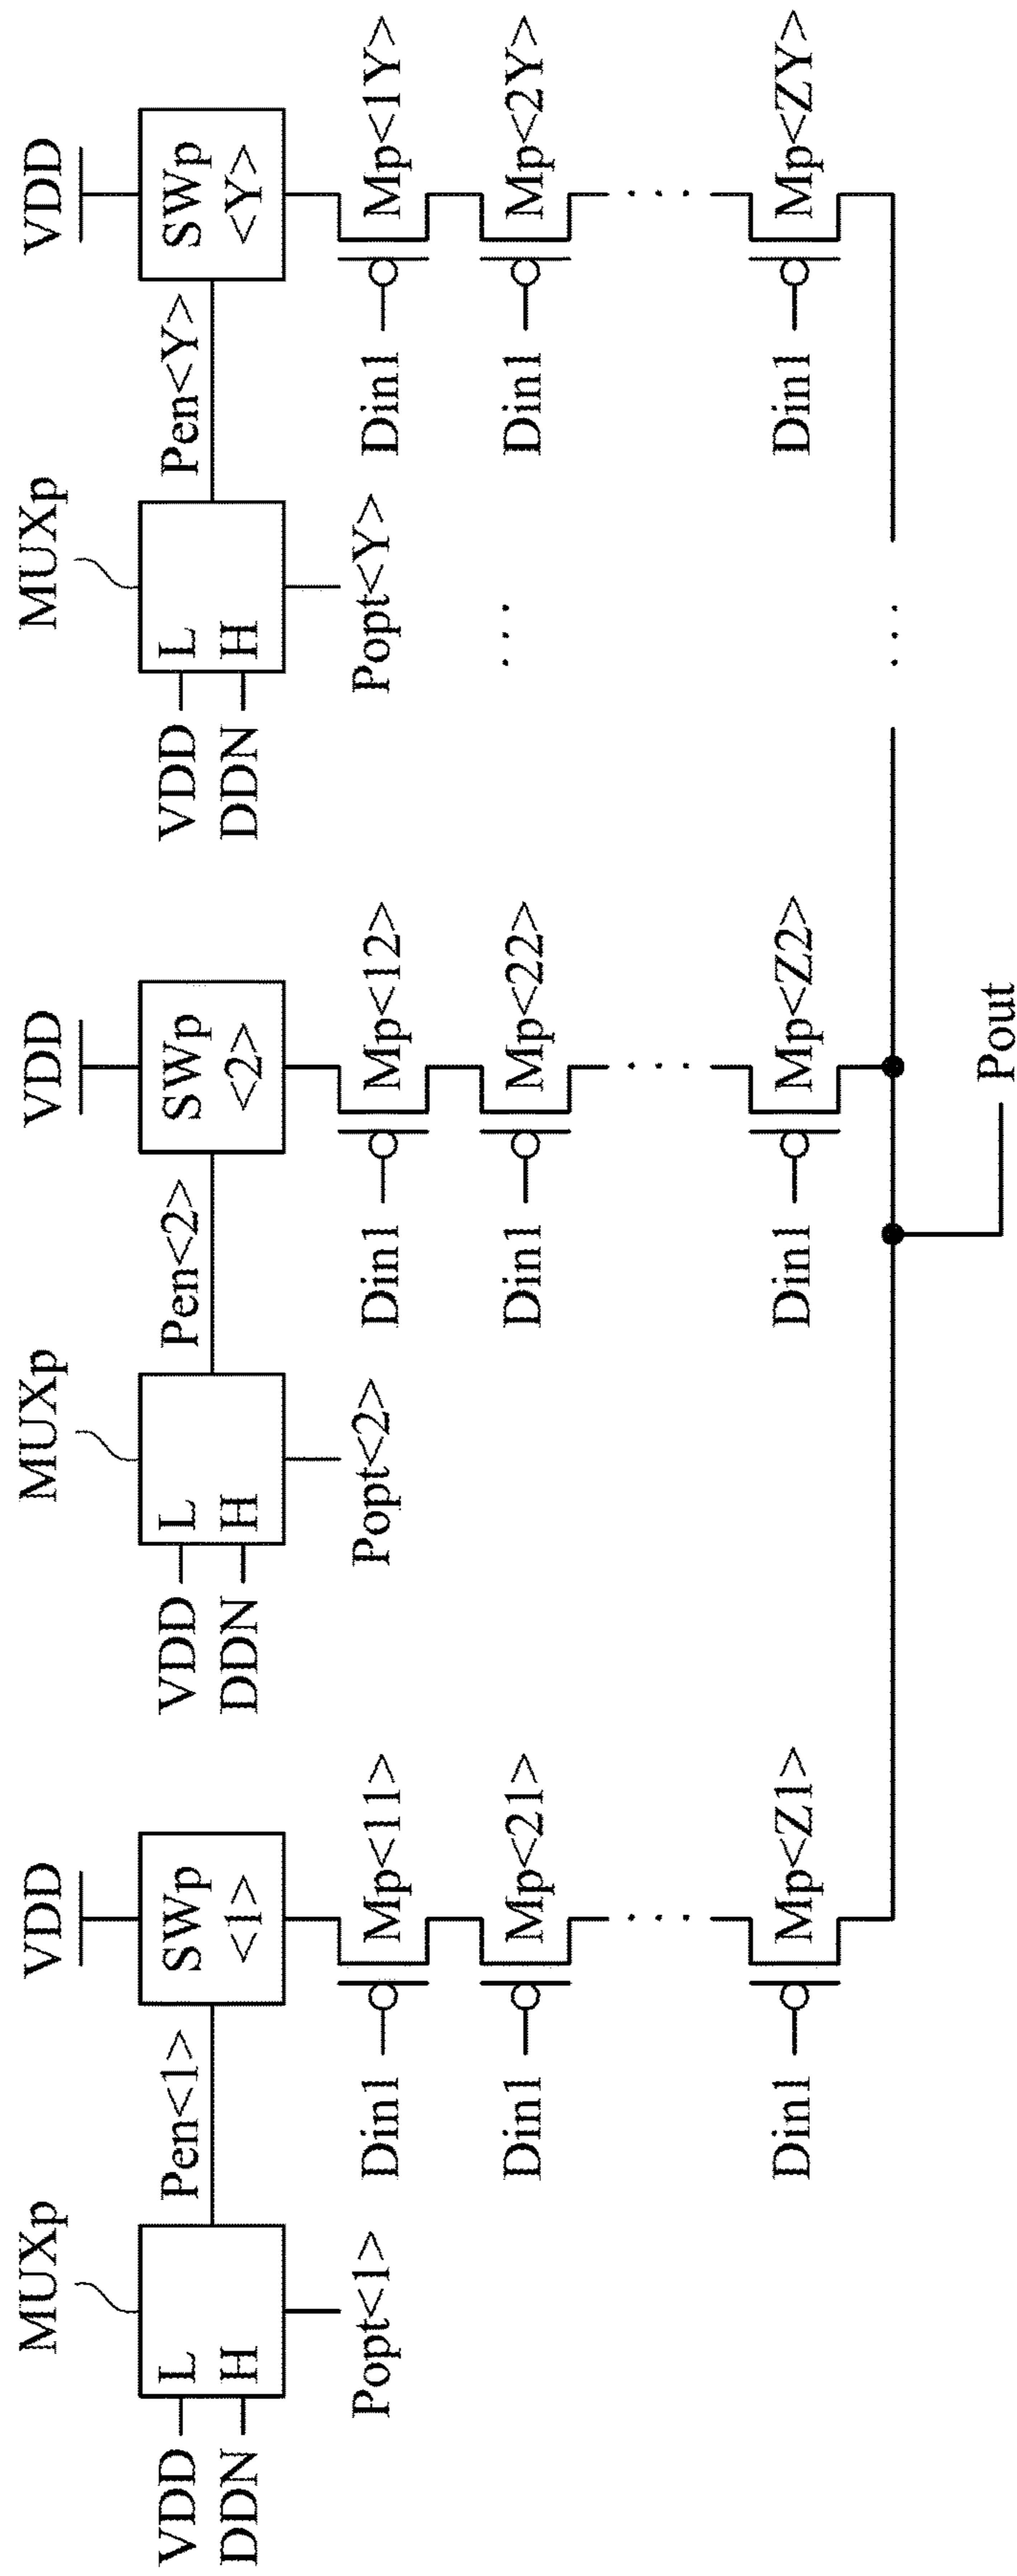 MUXp
VDD
L
H
DDN
Popt<1>
Pen<1>
VDD
SWp
<1>
Din1
Mp<11>
Din1
Mp<21>
Din1
Mp<Z1>
MUXp
VDD
L
H
DDN
Popt<2>
Pen<2>
VDD
SWp
<2>
Din1
Mp<12>
Din1
Mp<22>
Din1
Mp<Z2>
MUXp
VDD
L
H
DDN
Popt<Y>
Pen<Y>
VDD
SWp
<Y>
Din1
Mp<1Y>
Din1
Mp<2Y>
Din1
Mp<ZY>
Pout